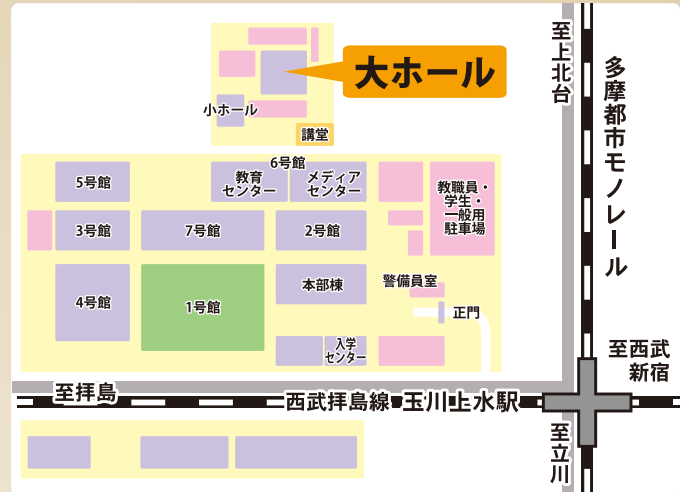 大ホール
小ホール
講堂
6号館
教育
センター
メディア
センター
5号館
3号館
7号館
2号館
4号館
1号館
本部棟
入学
センター
教職員・
学生・
一般用
駐車場
警備員室
正門
至上北台
多摩都市モノレール
至西武
新宿
至拝島
西武拝島線
玉川上水駅
至立川